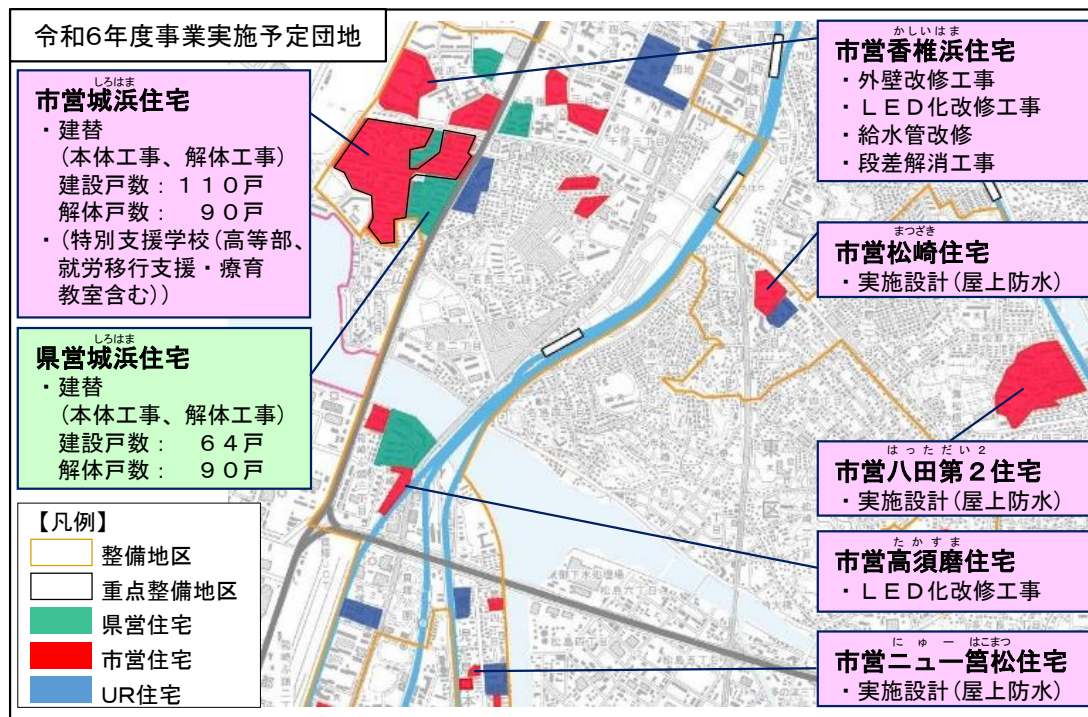 令和6年度事業実施予定団地
しろはま
市営城浜住宅
・建替
(本体工事、解体工事)
建設戸数：１１０戸
解体戸数：　９０戸
・(特別支援学校(高等部、
就労移行支援・療育
教室含む))
しろはま
県営城浜住宅
・建替
(本体工事、解体工事)
建設戸数：　６４戸
解体戸数：　９０戸
【凡例】
整備地区
重点整備地区
県営住宅
市営住宅
UR住宅
かしいはま
市営香椎浜住宅
・外壁改修工事
・ＬＥＤ化改修工事
・給水管改修
・段差解消工事
まつざき
市営松崎住宅
・実施設計(屋上防水)
はっただい２
市営八田第２住宅
・実施設計(屋上防水)
たかすま
市営高須磨住宅
・ＬＥＤ化改修工事
にゅー　はこまつ
市営ニュー筥松住宅
・実施設計(屋上防水)
東
区